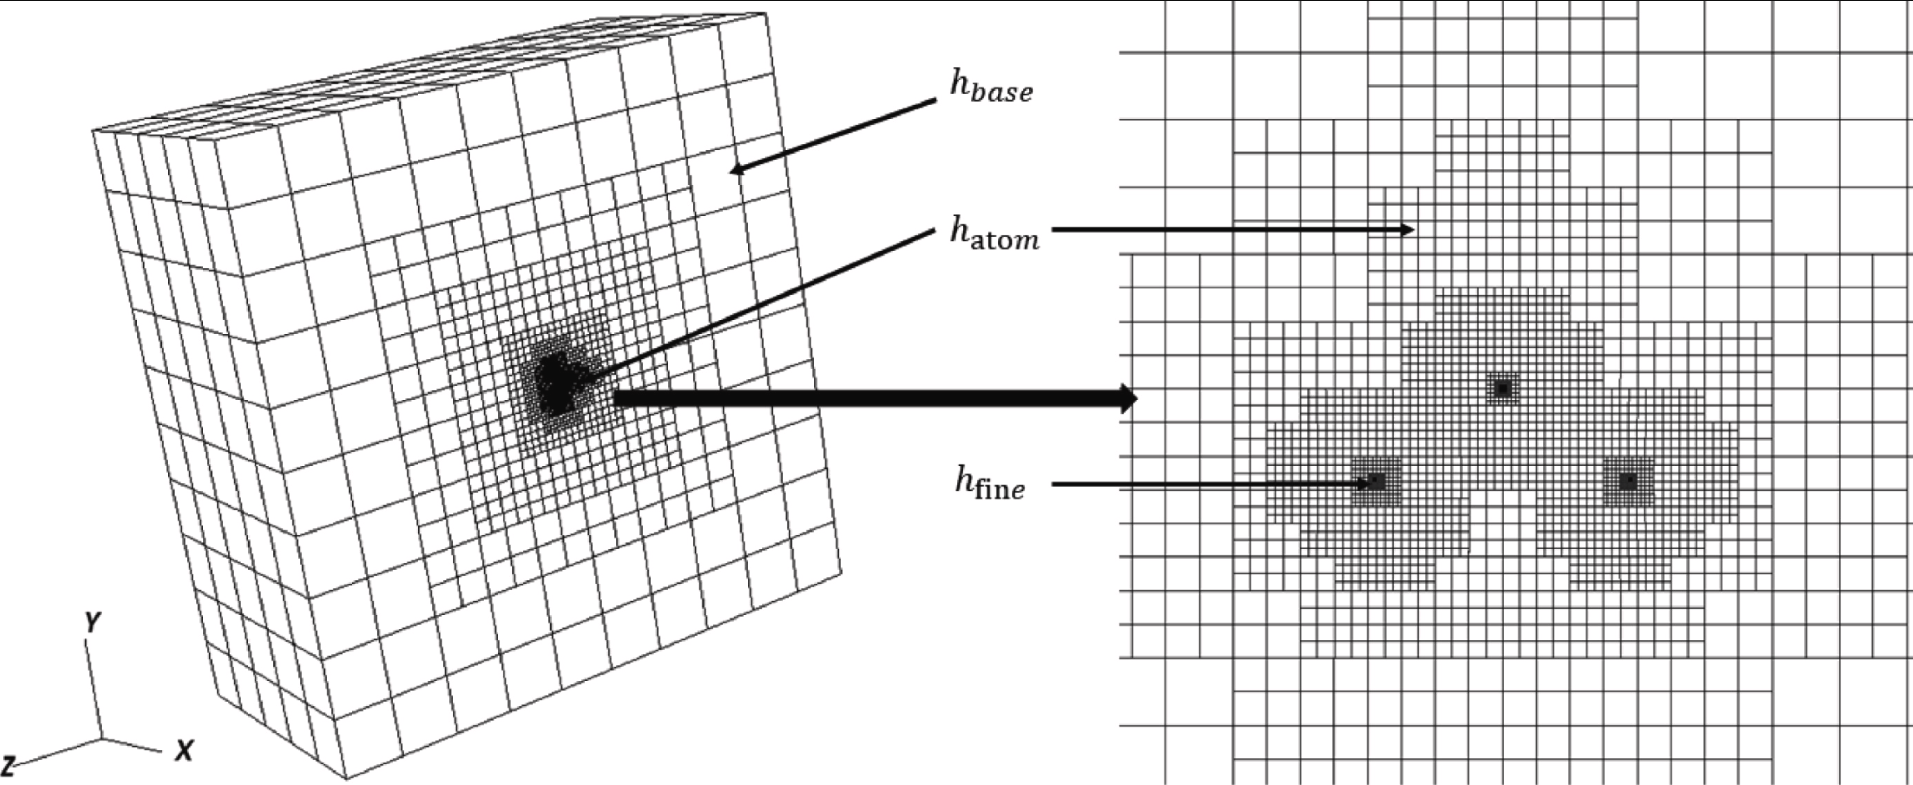 h_base
h_atom
h_fine
Y
X
Z